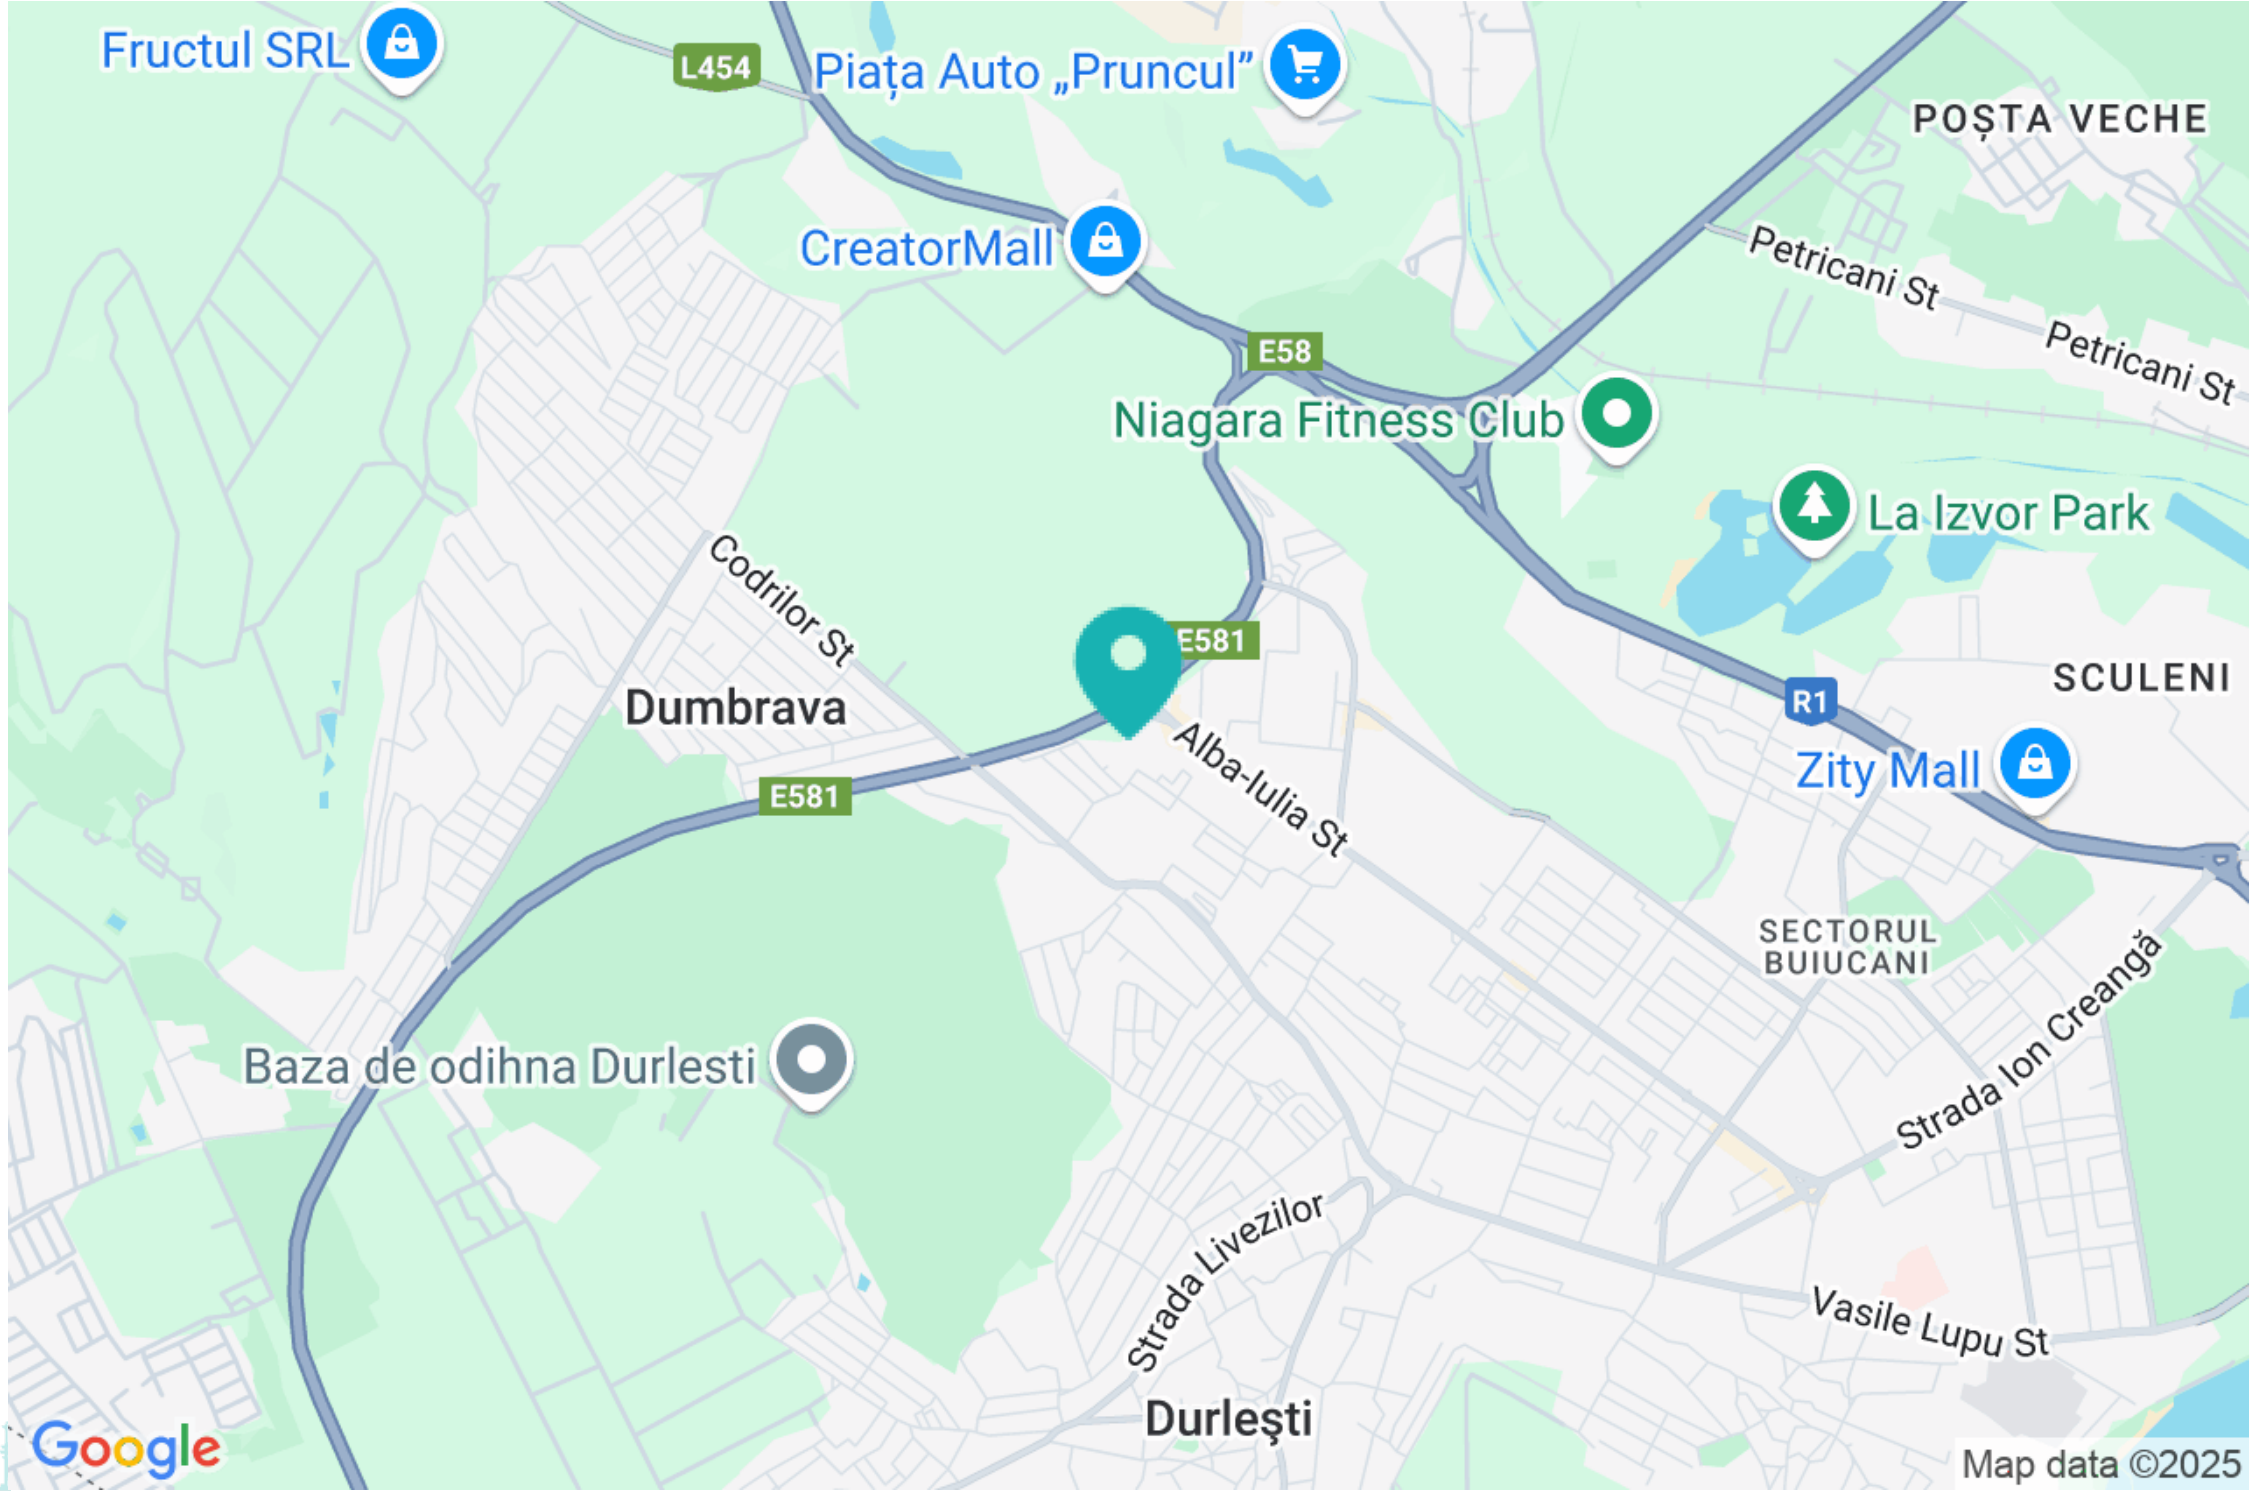 Fructul SRL
L454
Piața Auto „Pruncul”
POȘTA VECHE
CreatorMall
Petricani St
Petricani St
E58
Niagara Fitness Club
La Izvor Park
Codrilor St
E581
Dumbrava
SCULENI
R1
Alba-Iulia St
Zity Mall
E581
SECTORUL
BUIUCANI
Strada Ion Creangă
Baza de odihna Durlesti
Strada Livezilor
Vasile Lupu St
Durleşti
Google
Map data ©2025